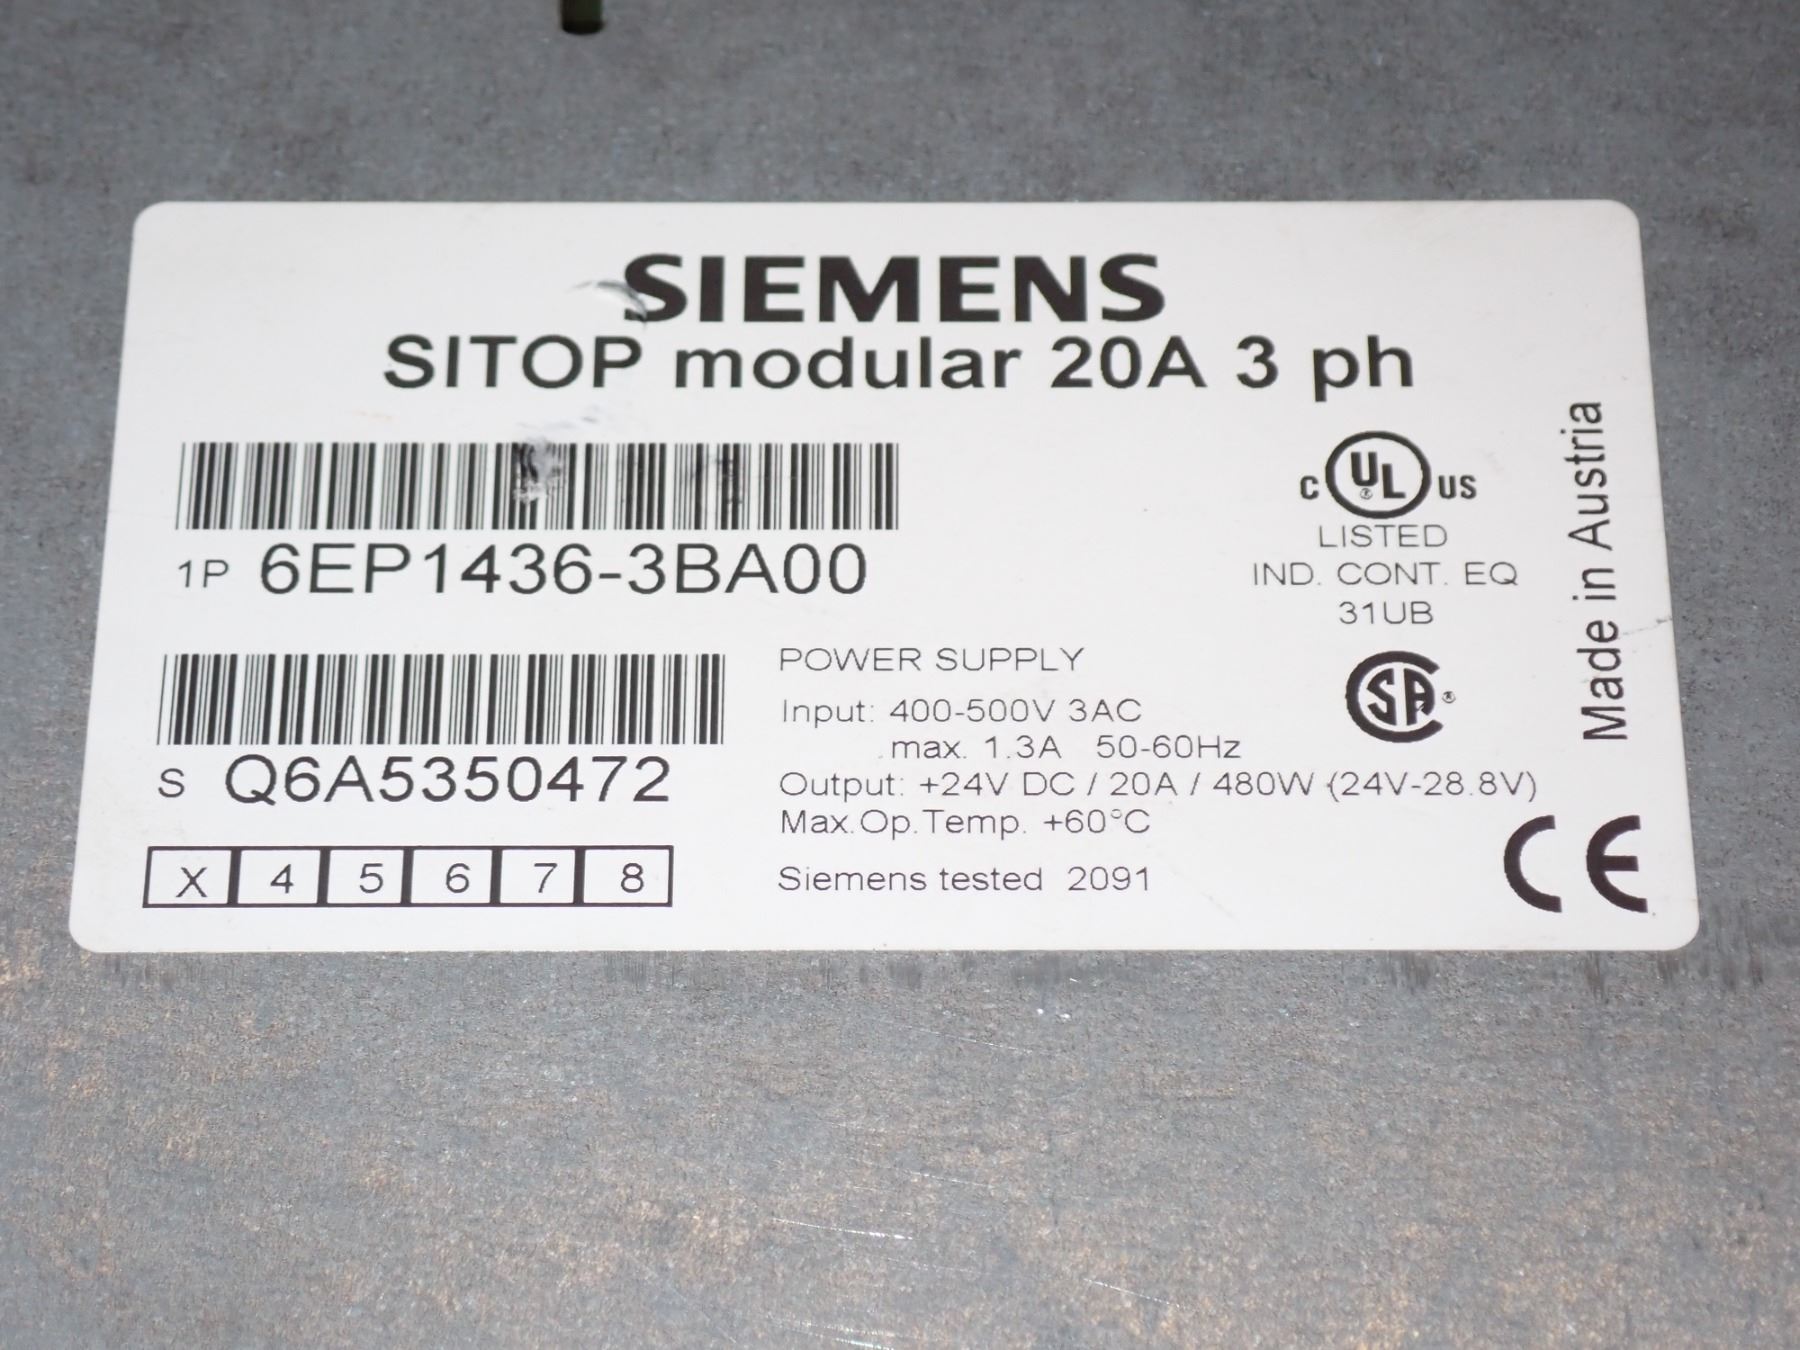 SIEMENS
SITOP modular 20A 3 ph
1P 6EP1436-3BA00
S Q6A5350472
X 4 5 6 7 8
C UL ® US
LISTED
IND. CONT. EQ
31UB
SA ®
POWER SUPPLY
Input: 400-500V 3AC
max. 1.3A 50-60Hz
Output: +24V DC / 20A / 480W (24V-28.8V)
Max.Op.Temp. +60°C
Siemens tested 2091
CE
Made in Austria